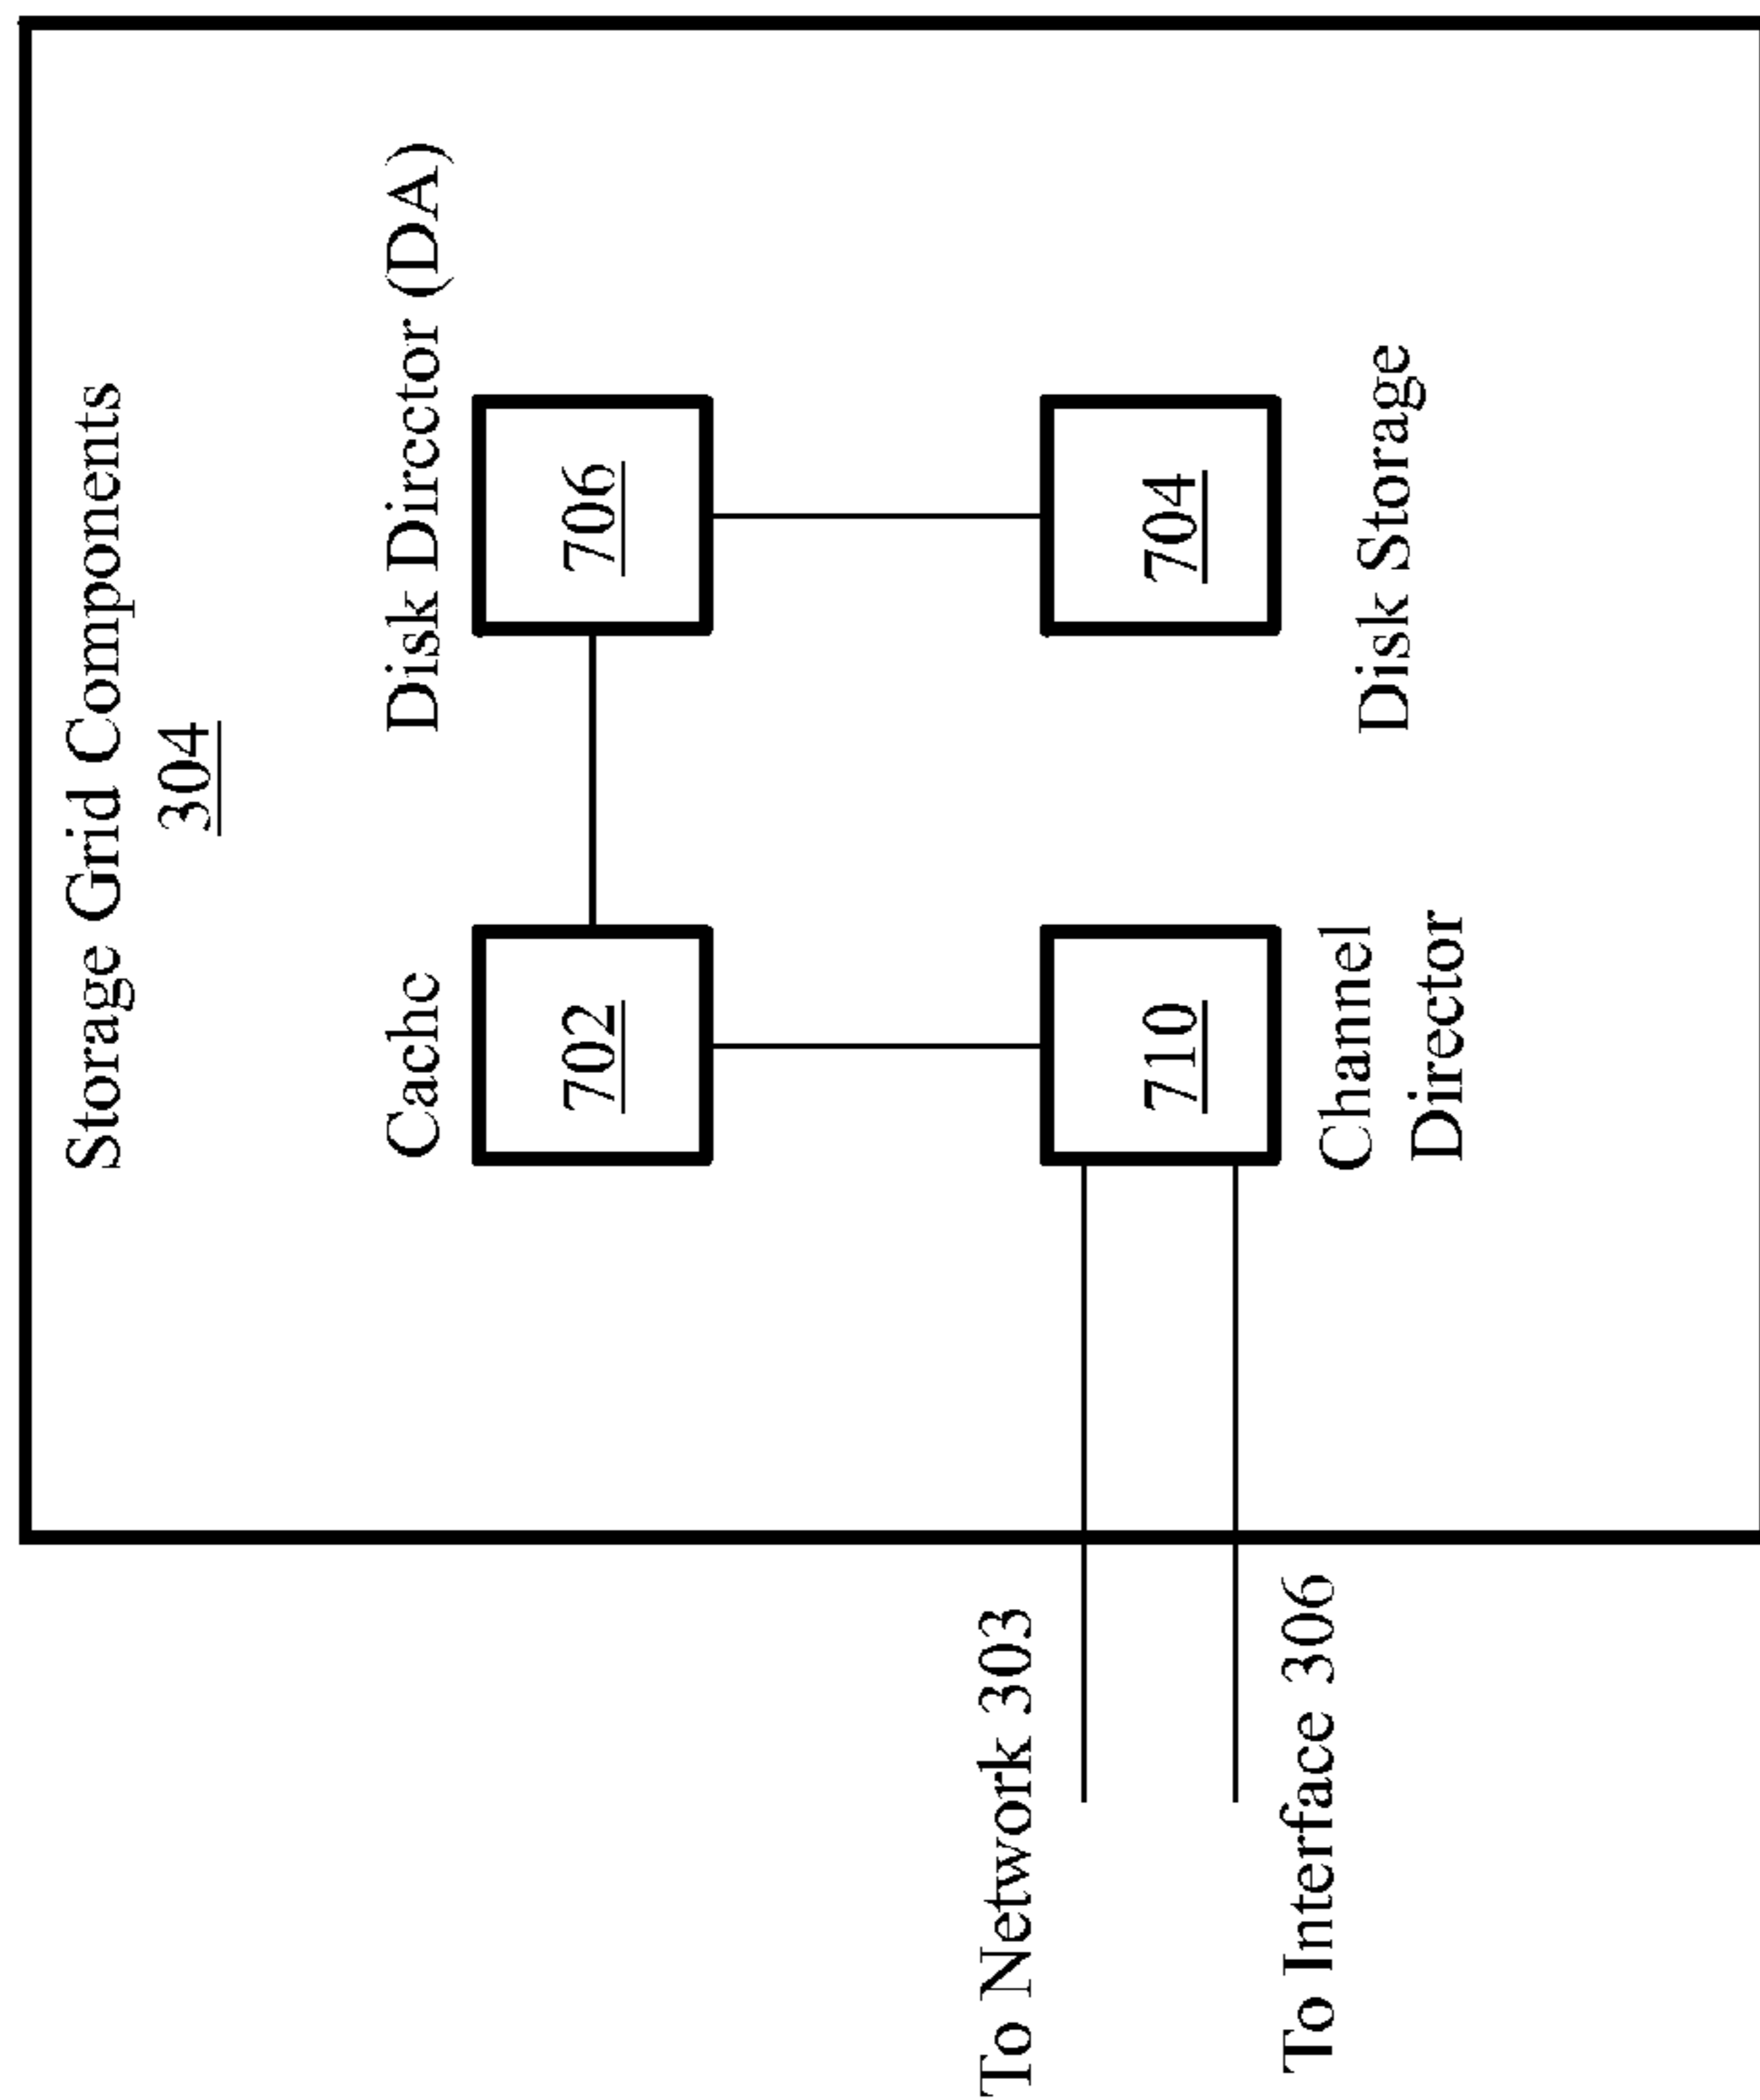 Storage Grid Components
304
Cache
Disk Director (DA)
702
706
710
704
Channel
Director
Disk Storage
To Network 303
To Interface 306